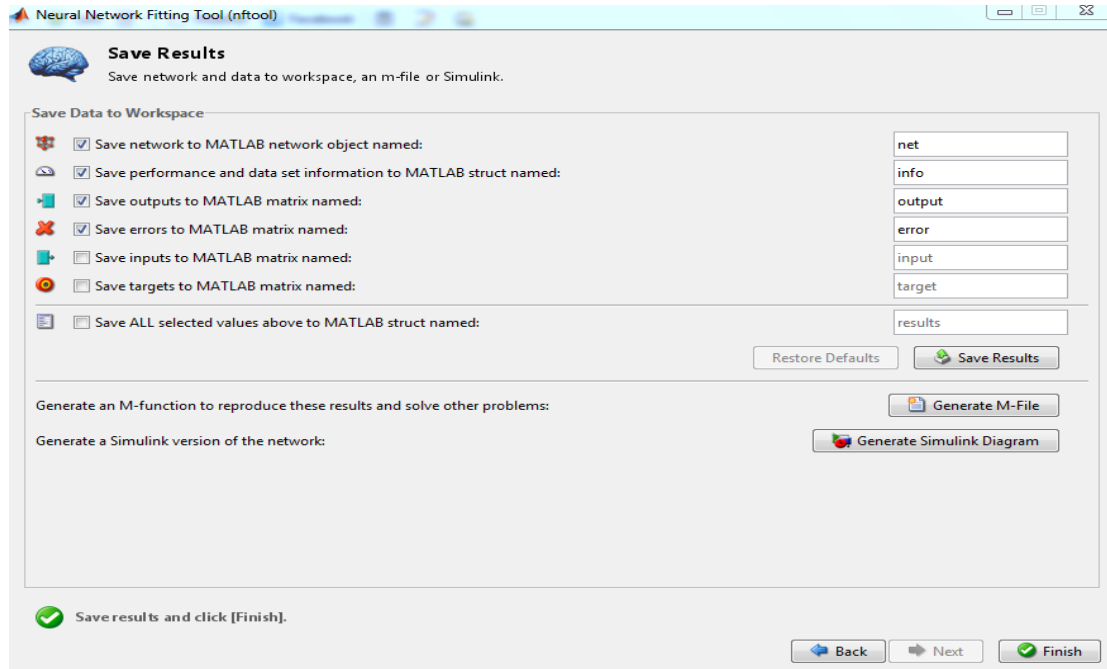 Neural Network Fitting Tool (nftool)
Save Results
Save network and data to workspace, an m-file or Simulink.
Save Data to Workspace
Save network to MATLAB network object named: net
Save performance and data set information to MATLAB struct named: info
Save outputs to MATLAB matrix named: output
Save errors to MATLAB matrix named: error
Save inputs to MATLAB matrix named: input
Save targets to MATLAB matrix named: target
Save ALL selected values above to MATLAB struct named: results
Restore Defaults Save Results
Generate an M-function to reproduce these results and solve other problems: Generate M-File
Generate a Simulink version of the network: Generate Simulink Diagram
Save results and click [Finish].
Back Next Finish